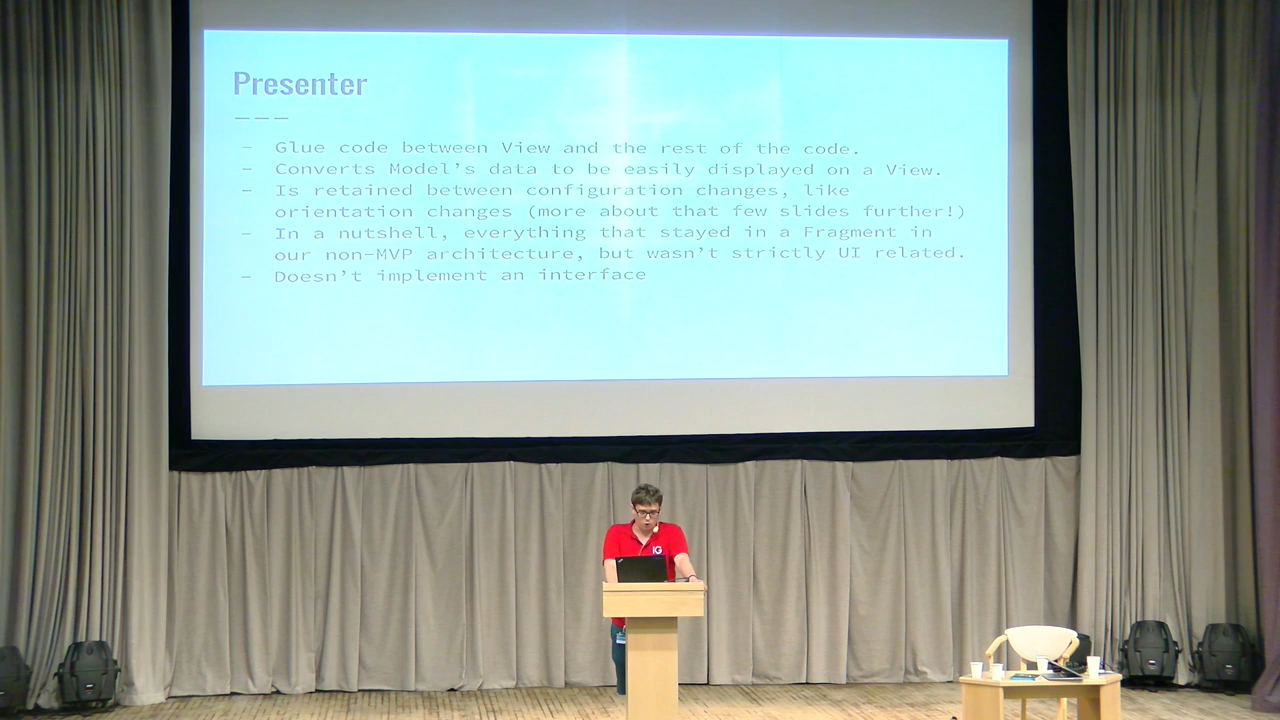 Presenter
– Glue code between View and the rest of the code.
– Converts Model's data to be easily displayed on a View.
– Is retained between configuration changes, like
orientation changes (more about that few slides further!)
– In a nutshell, everything that stayed in a Fragment in
our non-MVP architecture, but wasn't strictly UI related.
– Doesn't implement an interface
IG